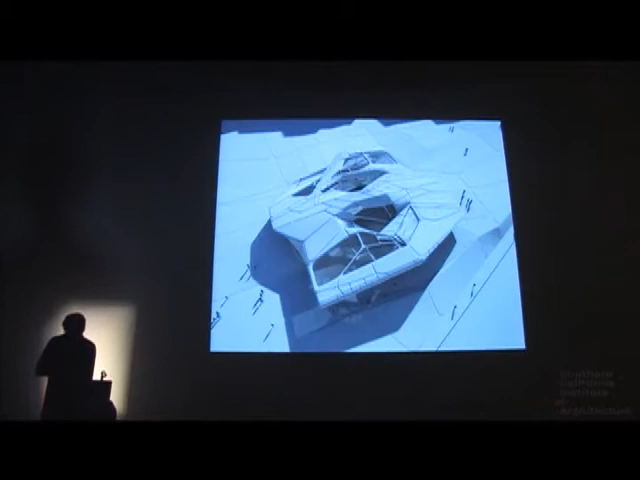 Southern
California
Institute
of
Architecture